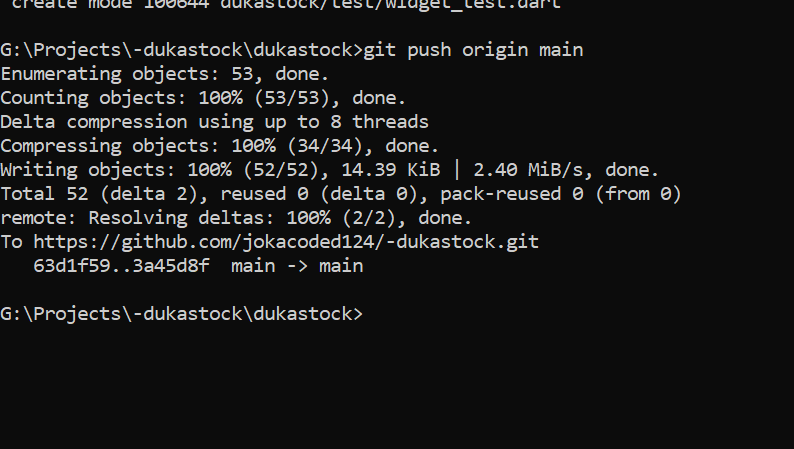 create mode 100644 dukastock/test/widget_test.dart
G:\Projects\-dukastock\dukastock>git push origin main
Enumerating objects: 53, done.
Counting objects: 100% (53/53), done.
Delta compression using up to 8 threads
Compressing objects: 100% (34/34), done.
Writing objects: 100% (52/52), 14.39 KiB | 2.40 MiB/s, done.
Total 52 (delta 2), reused 0 (delta 0), pack-reused 0 (from 0)
remote: Resolving deltas: 100% (2/2), done.
To https://github.com/jokacoded124/-dukastock.git
   63d1f59..3a45d8f  main -> main
G:\Projects\-dukastock\dukastock>